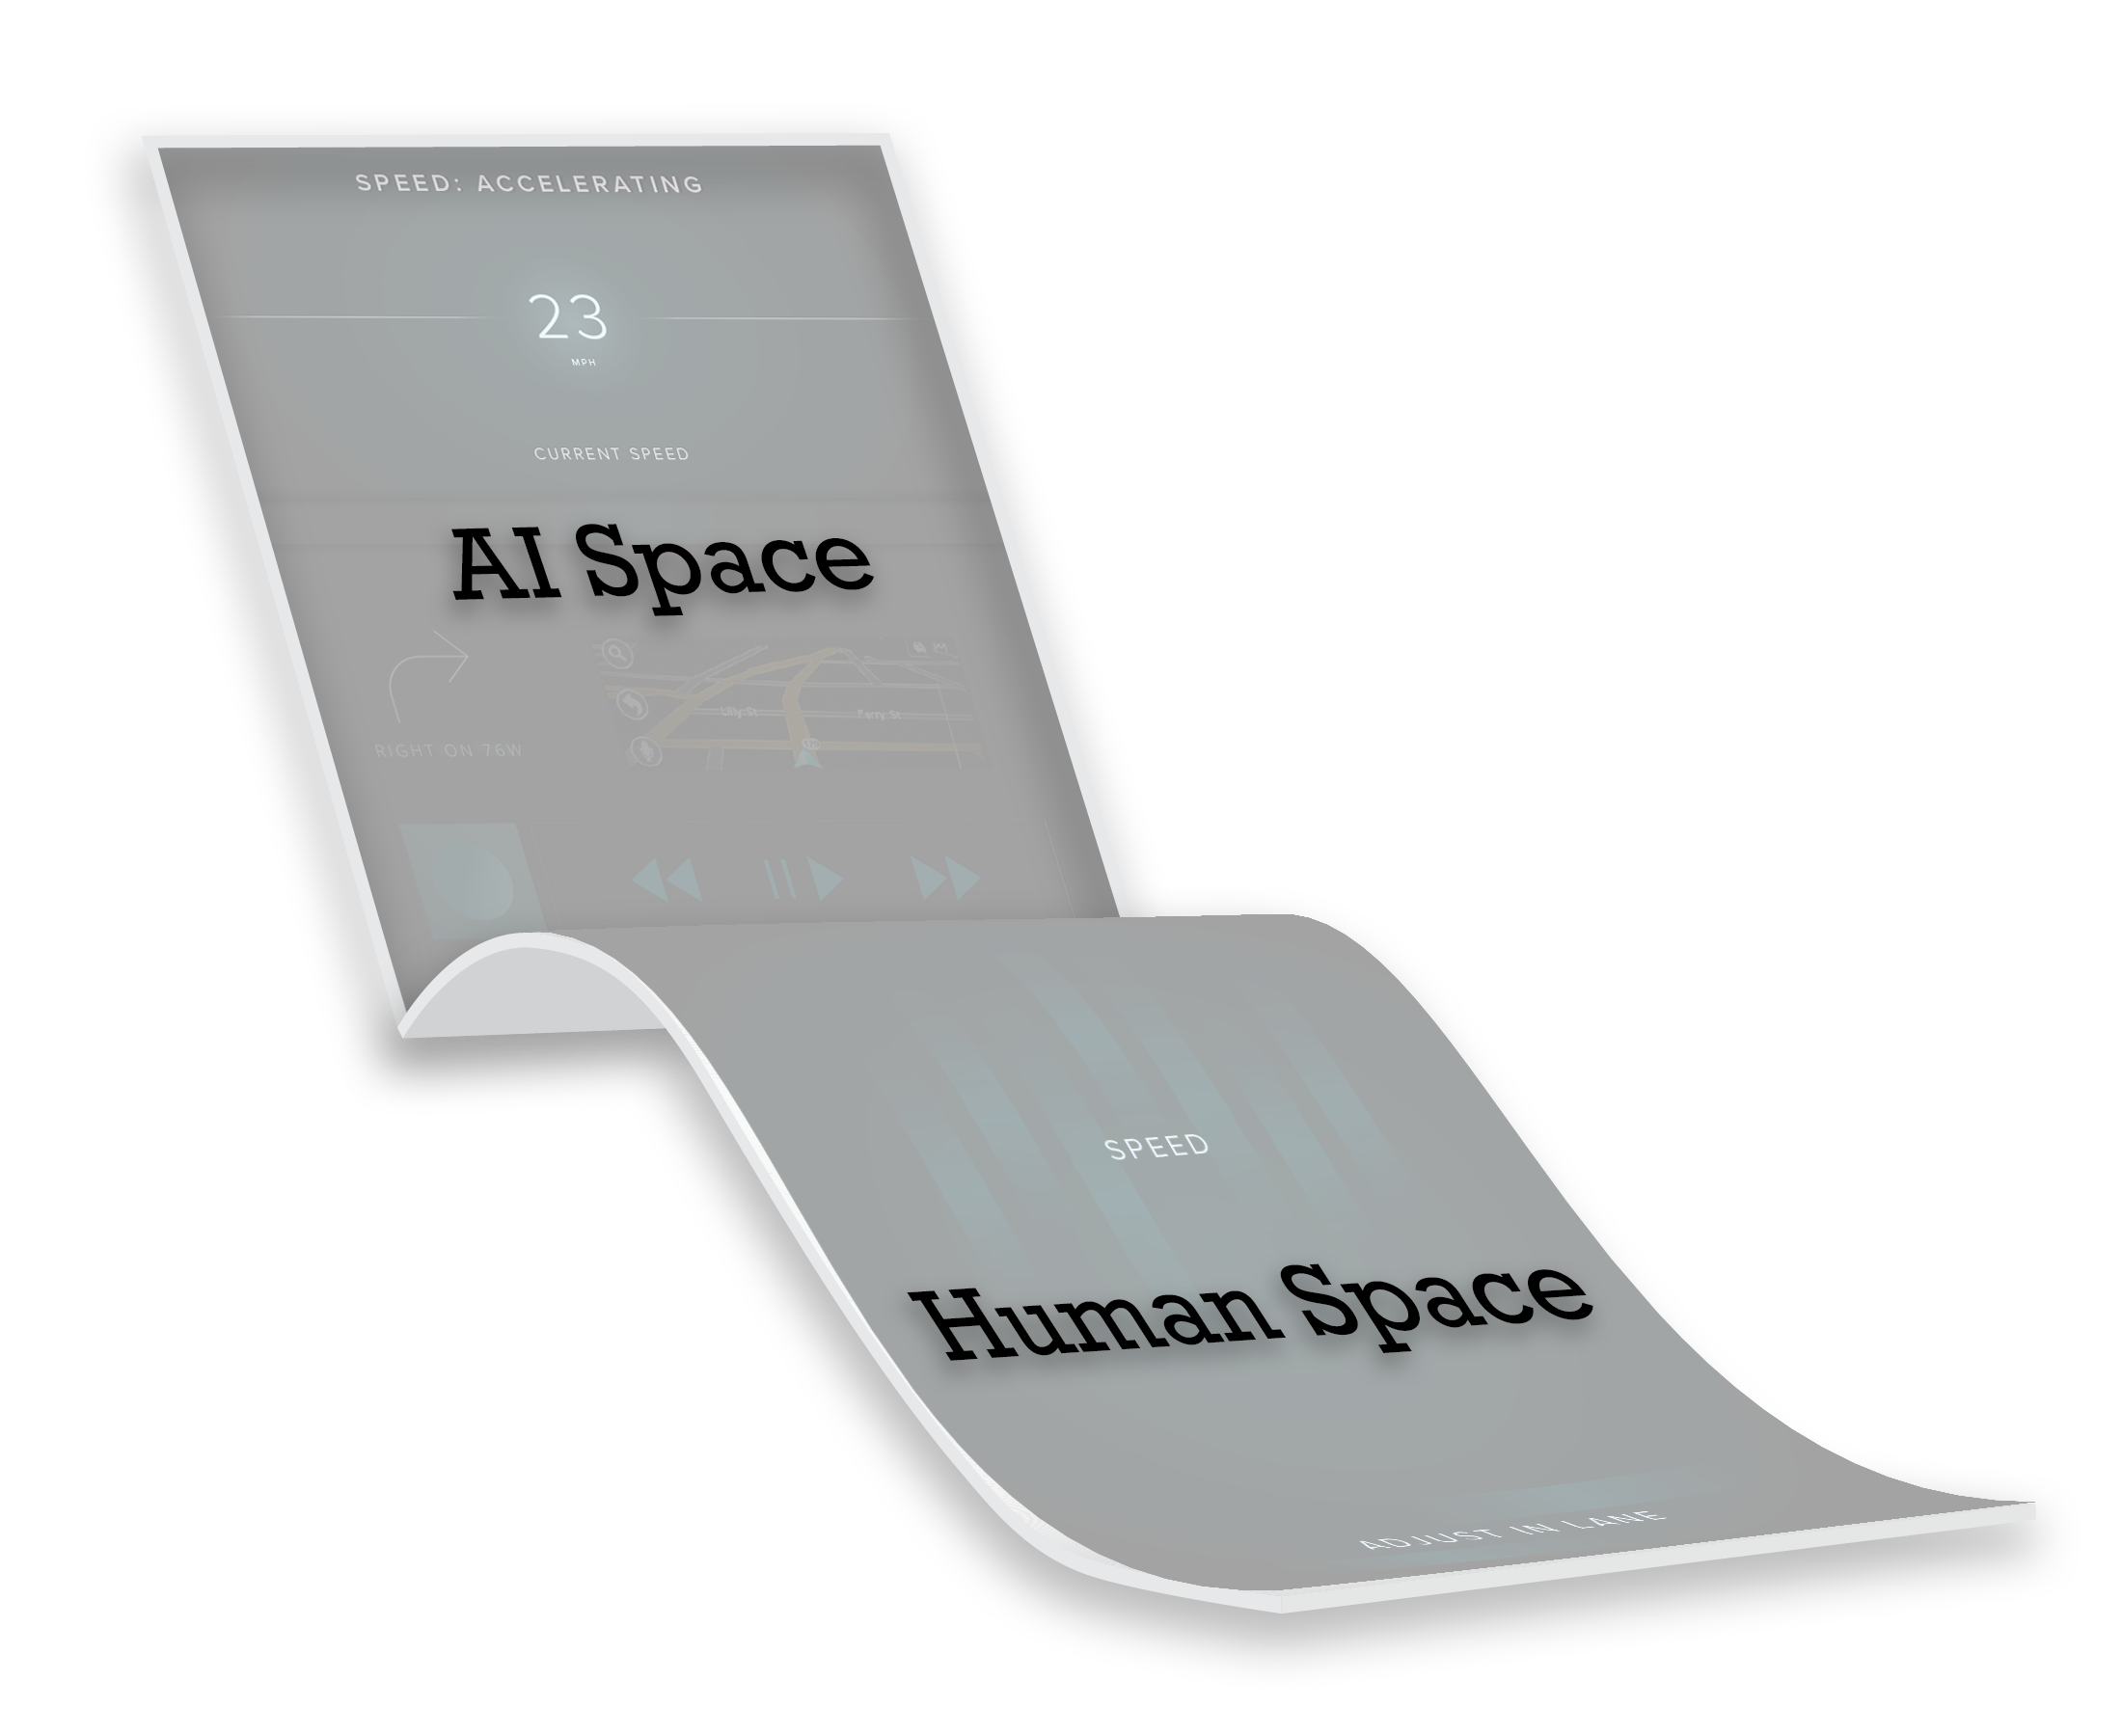 SPEED: ACCELERATING
23
MPH
CURRENT SPEED
AI Space
Lilly St
Ferry St
RIGHT ON 76W
SPEED
Human Space
ADJUST IN LANE